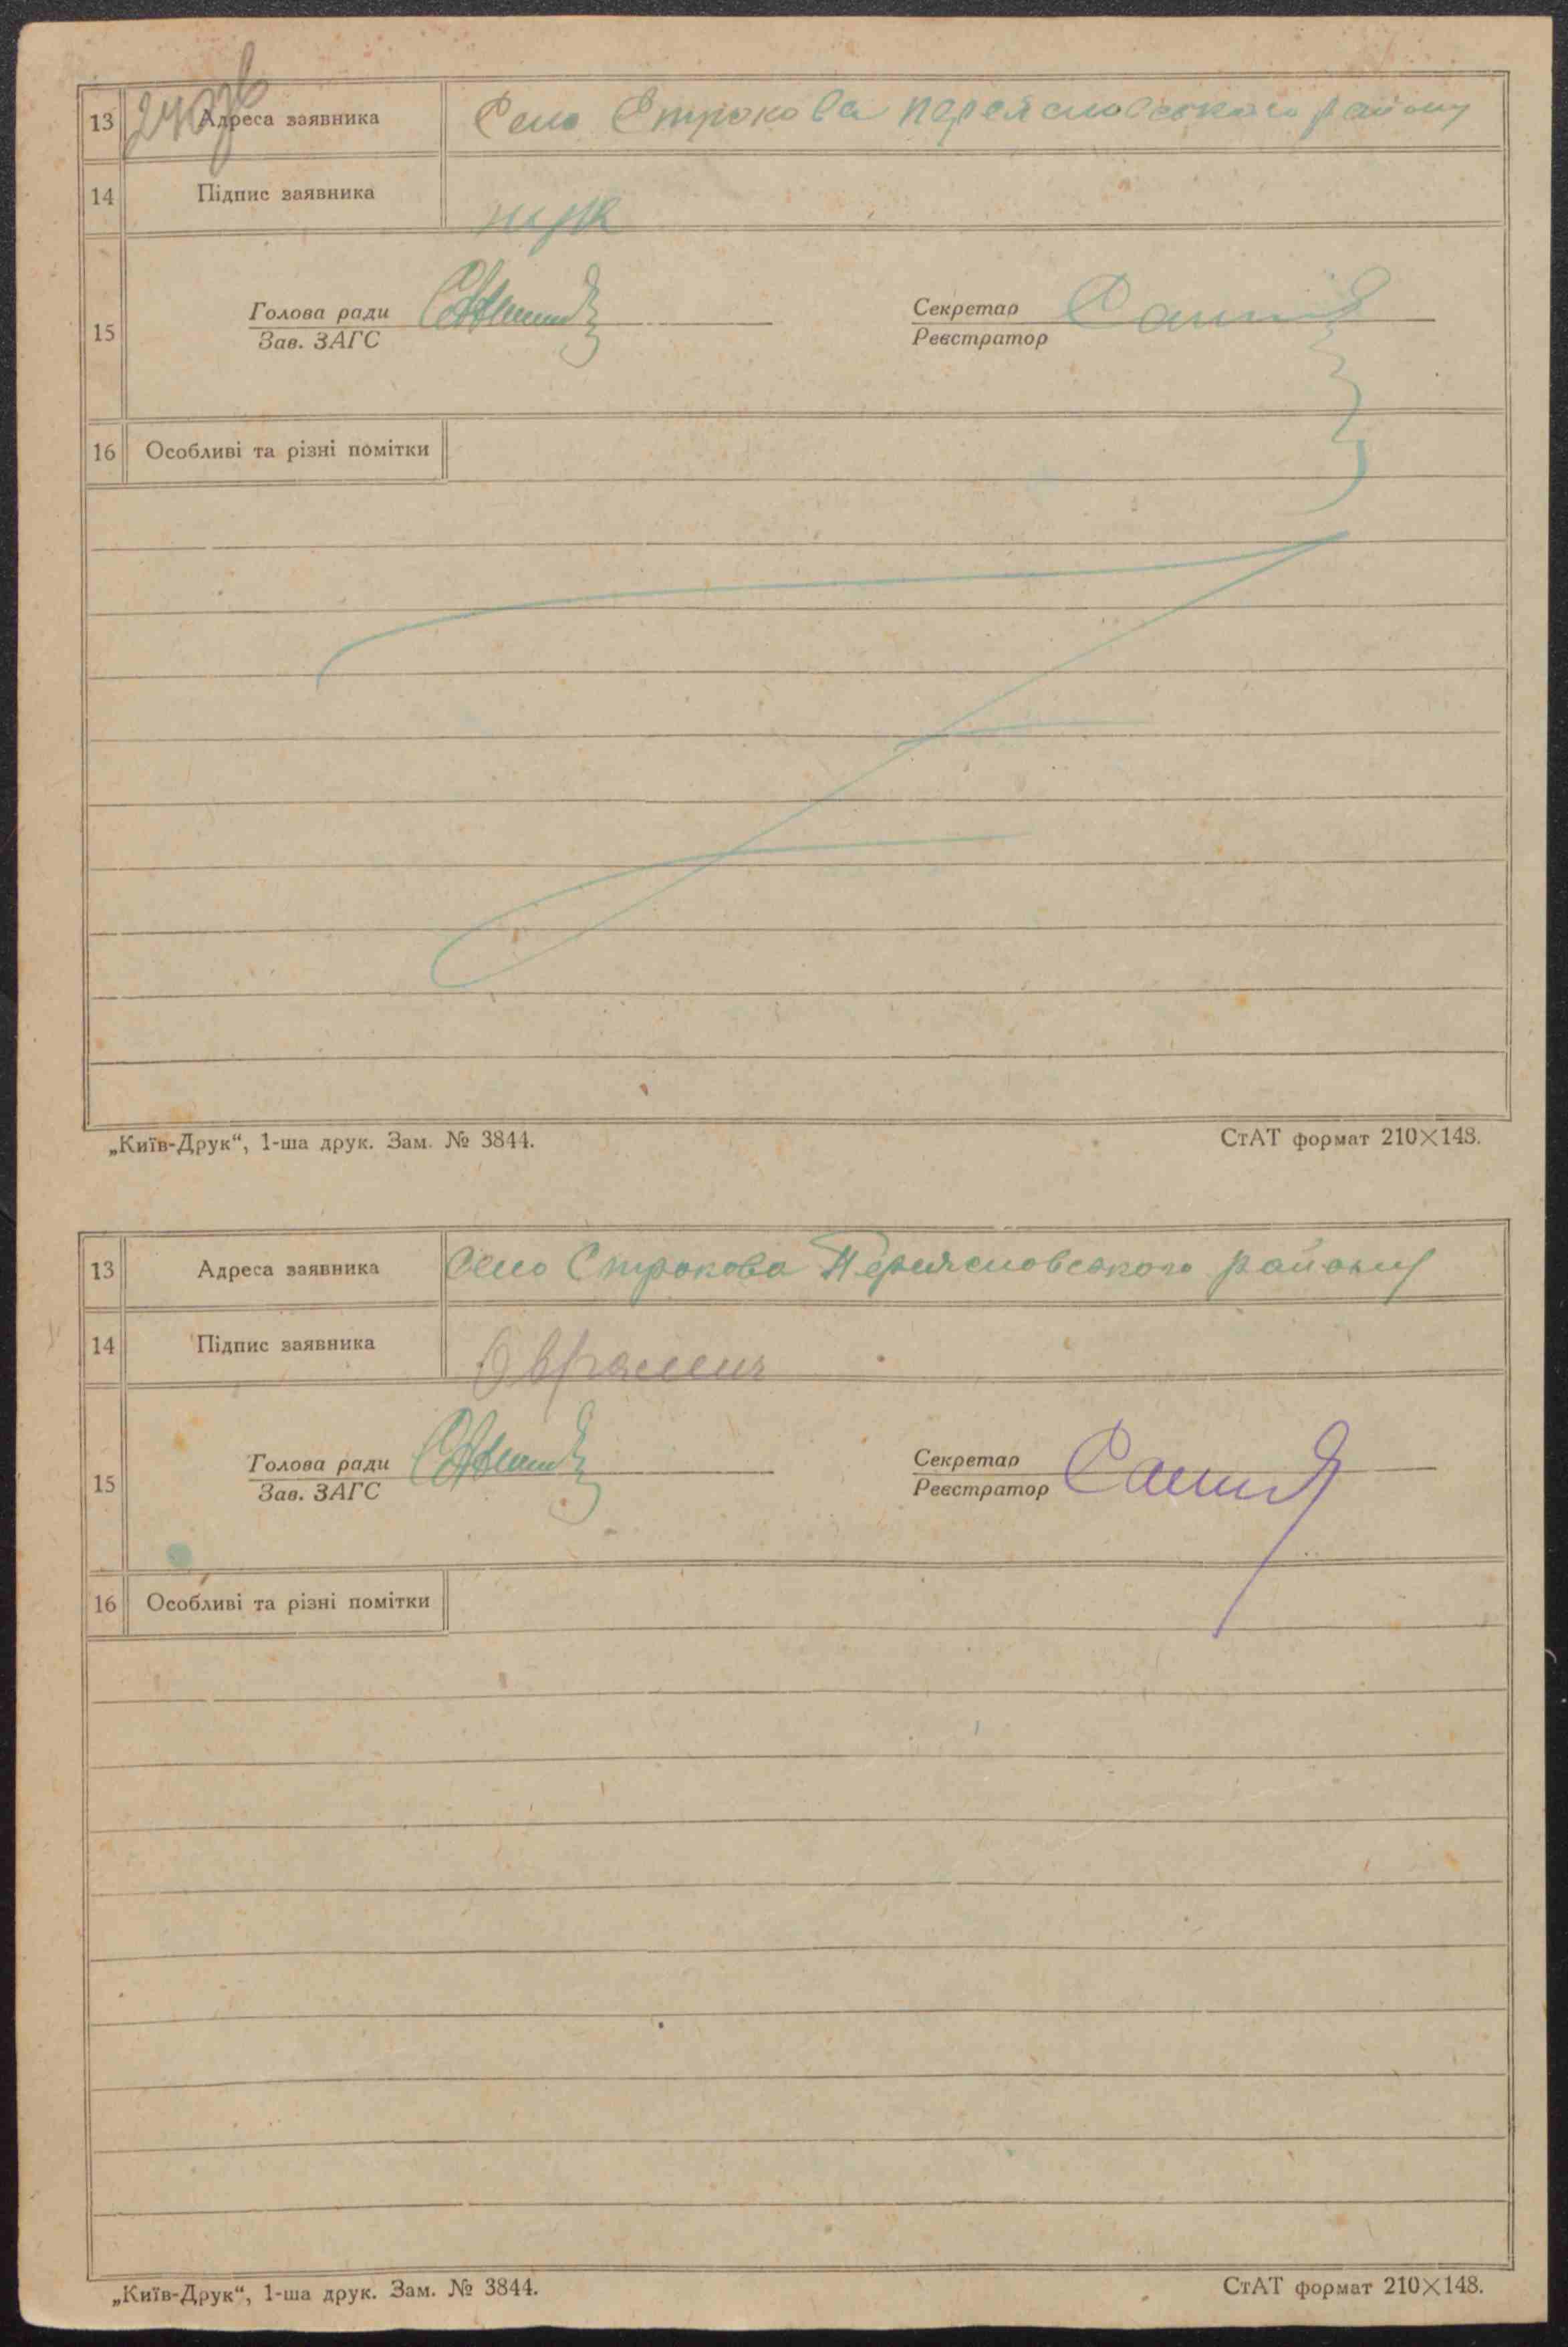 13 Адреса заявника Село Строкова Переясловського району
14 Підпис заявника
15 Голова ради Секретар
Зав. ЗАГС Реєстратор
16 Особливі та різні помітки
„Київ-Друк“, 1-ша друк. Зам. № 3844. СтАТ формат 210×148.
13 Адреса заявника Село Строкова Переясловського району
14 Підпис заявника
15 Голова ради Секретар
Зав. ЗАГС Реєстратор
16 Особливі та різні помітки
„Київ-Друк“, 1-ша друк. Зам. № 3844. СтАТ формат 210×148.